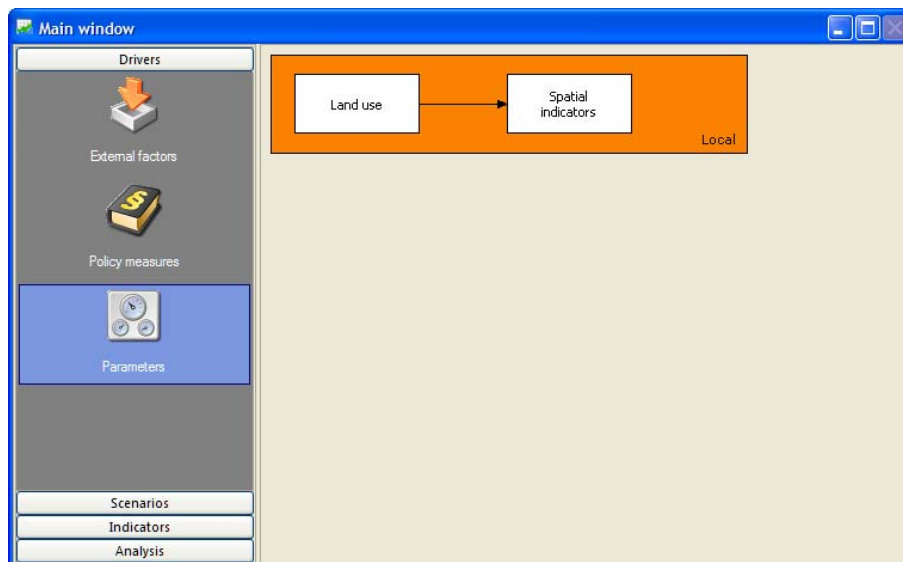 Main window
Drivers
External factors
Policy measures
Parameters
Scenarios
Indicators
Analysis
Land use
Spatial
indicators
Local